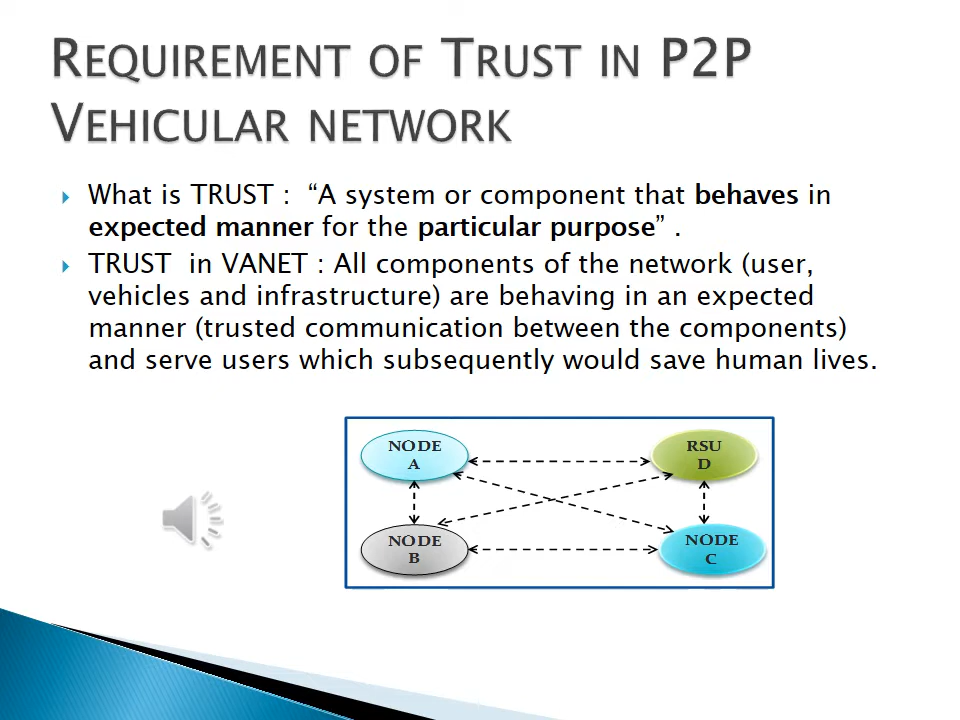 REQUIREMENT OF TRUST IN P2P
VEHICULAR NETWORK
What is TRUST : “A system or component that behaves in
expected manner for the particular purpose” .
TRUST in VANET : All components of the network (user,
vehicles and infrastructure) are behaving in an expected
manner (trusted communication between the components)
and serve users which subsequently would save human lives.
NODE
A
RSU
D
NODE
B
NODE
C